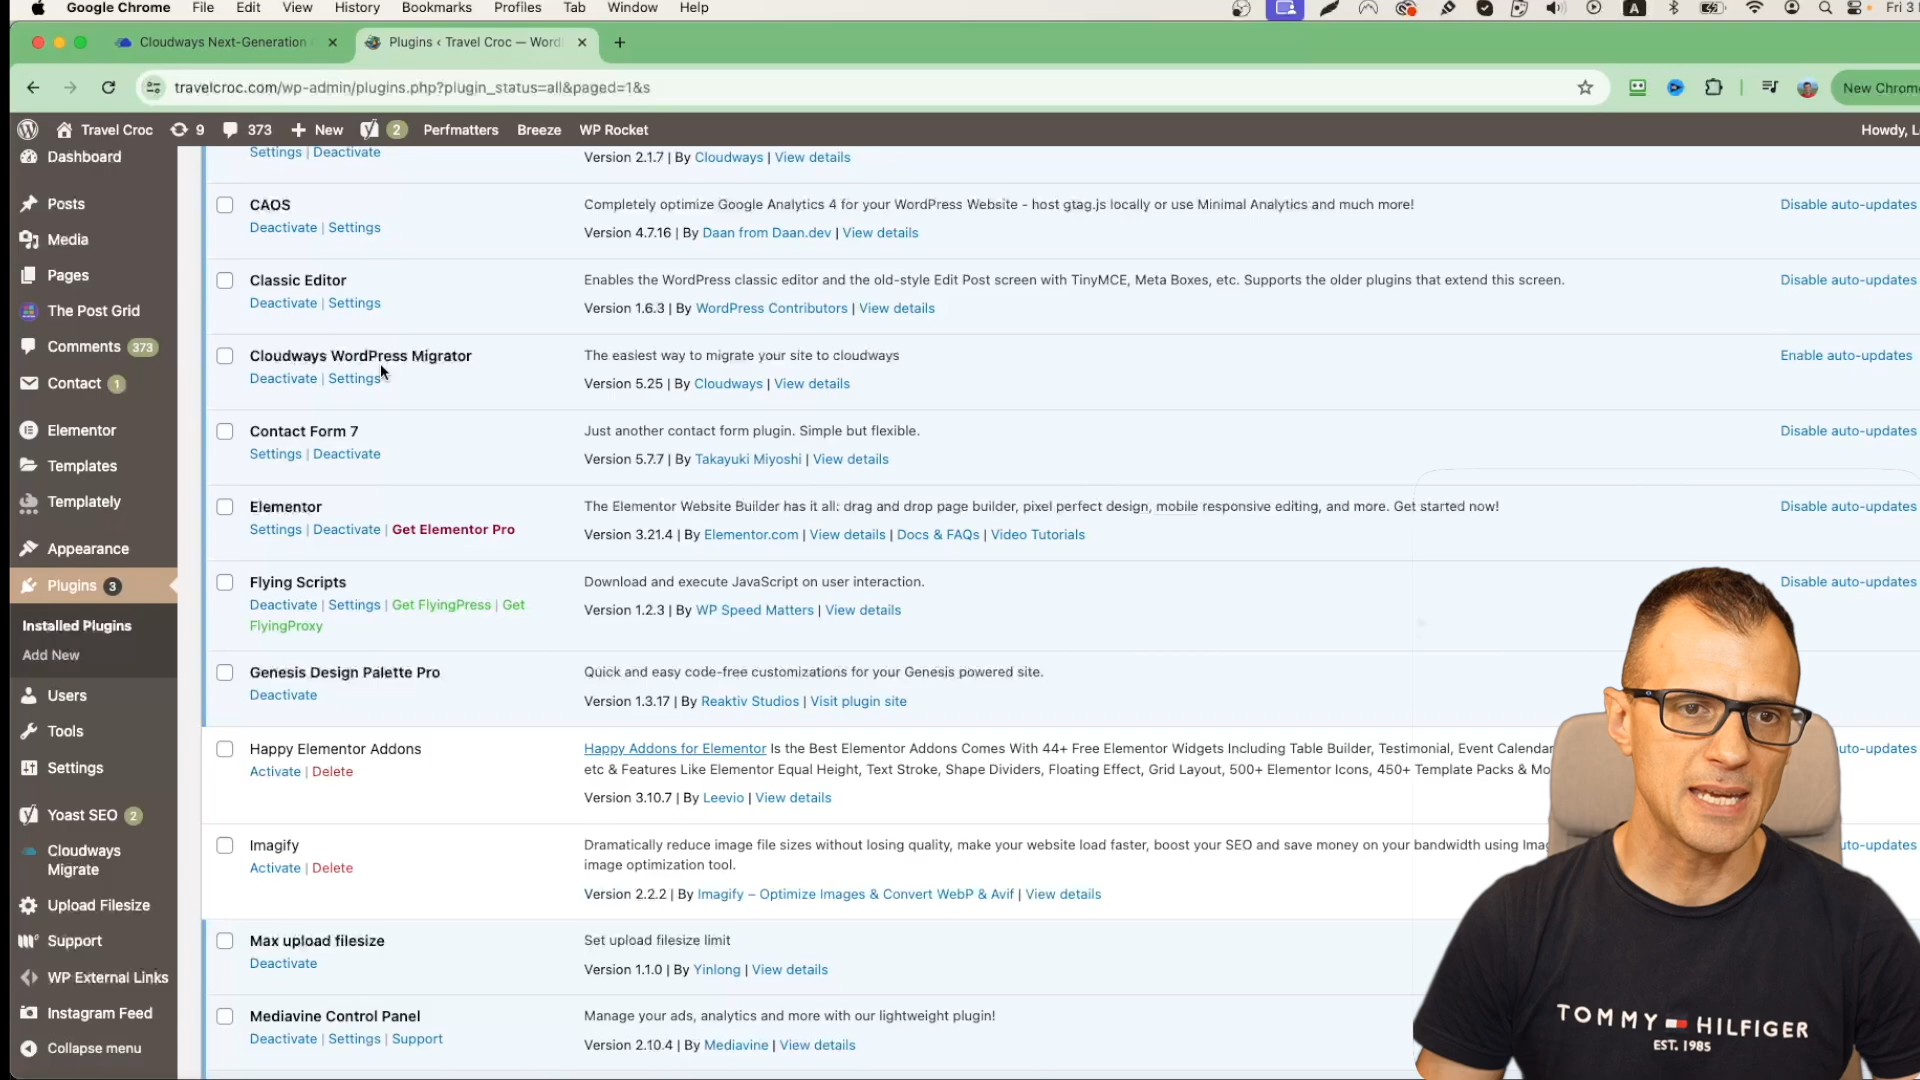 Google Chrome File Edit View History Bookmarks Profiles Tab Window Help Fri 3
Cloudways Next-Generation Plugins ‹ Travel Croc — Word
travelcroc.com/wp-admin/plugins.php?plugin_status=all&paged=1&s New Chrome
Travel Croc 9 373 New 2 Perfmatters Breeze WP Rocket Howdy, L
Dashboard
Posts
Media
Pages
The Post Grid
Comments 373
Contact 1
Elementor
Templates
Templately
Appearance
Plugins 3
Installed Plugins
Add New
Users
Tools
Settings
Yoast SEO 2
Cloudways
Migrate
Upload Filesize
Support
WP External Links
Instagram Feed
Collapse menu
Settings | Deactivate
Version 2.1.7 | By Cloudways | View details
CAOS
Deactivate | Settings
Completely optimize Google Analytics 4 for your WordPress Website - host gtag.js locally or use Minimal Analytics and much more!
Version 4.7.16 | By Daan from Daan.dev | View details
Disable auto-updates
Classic Editor
Deactivate | Settings
Enables the WordPress classic editor and the old-style Edit Post screen with TinyMCE, Meta Boxes, etc. Supports the older plugins that extend this screen.
Version 1.6.3 | By WordPress Contributors | View details
Disable auto-updates
Cloudways WordPress Migrator
Deactivate | Settings
The easiest way to migrate your site to cloudways
Version 5.25 | By Cloudways | View details
Enable auto-updates
Contact Form 7
Settings | Deactivate
Just another contact form plugin. Simple but flexible.
Version 5.7.7 | By Takayuki Miyoshi | View details
Disable auto-updates
Elementor
Settings | Deactivate | Get Elementor Pro
The Elementor Website Builder has it all: drag and drop page builder, pixel perfect design, mobile responsive editing, and more. Get started now!
Version 3.21.4 | By Elementor.com | View details | Docs & FAQs | Video Tutorials
Disable auto-updates
Flying Scripts
Deactivate | Settings | Get FlyingPress | Get
FlyingProxy
Download and execute JavaScript on user interaction.
Version 1.2.3 | By WP Speed Matters | View details
Disable auto-updates
Genesis Design Palette Pro
Deactivate
Quick and easy code-free customizations for your Genesis powered site.
Version 1.3.17 | By Reaktiv Studios | Visit plugin site
Happy Elementor Addons
Activate | Delete
Happy Addons for Elementor Is the Best Elementor Addons Comes With 44+ Free Elementor Widgets Including Table Builder, Testimonial, Event Calendar
etc & Features Like Elementor Equal Height, Text Stroke, Shape Dividers, Floating Effect, Grid Layout, 500+ Elementor Icons, 450+ Template Packs & Mo
Version 3.10.7 | By Leevio | View details
uto-updates
Imagify
Activate | Delete
Dramatically reduce image file sizes without losing quality, make your website load faster, boost your SEO and save money on your bandwidth using Imag
image optimization tool.
Version 2.2.2 | By Imagify – Optimize Images & Convert WebP & Avif | View details
uto-updates
Max upload filesize
Deactivate
Set upload filesize limit
Version 1.1.0 | By Yinlong | View details
Mediavine Control Panel
Deactivate | Settings | Support
Manage your ads, analytics and more with our lightweight plugin!
Version 2.10.4 | By Mediavine | View details
TOMMY HILFIGER
EST. 1985